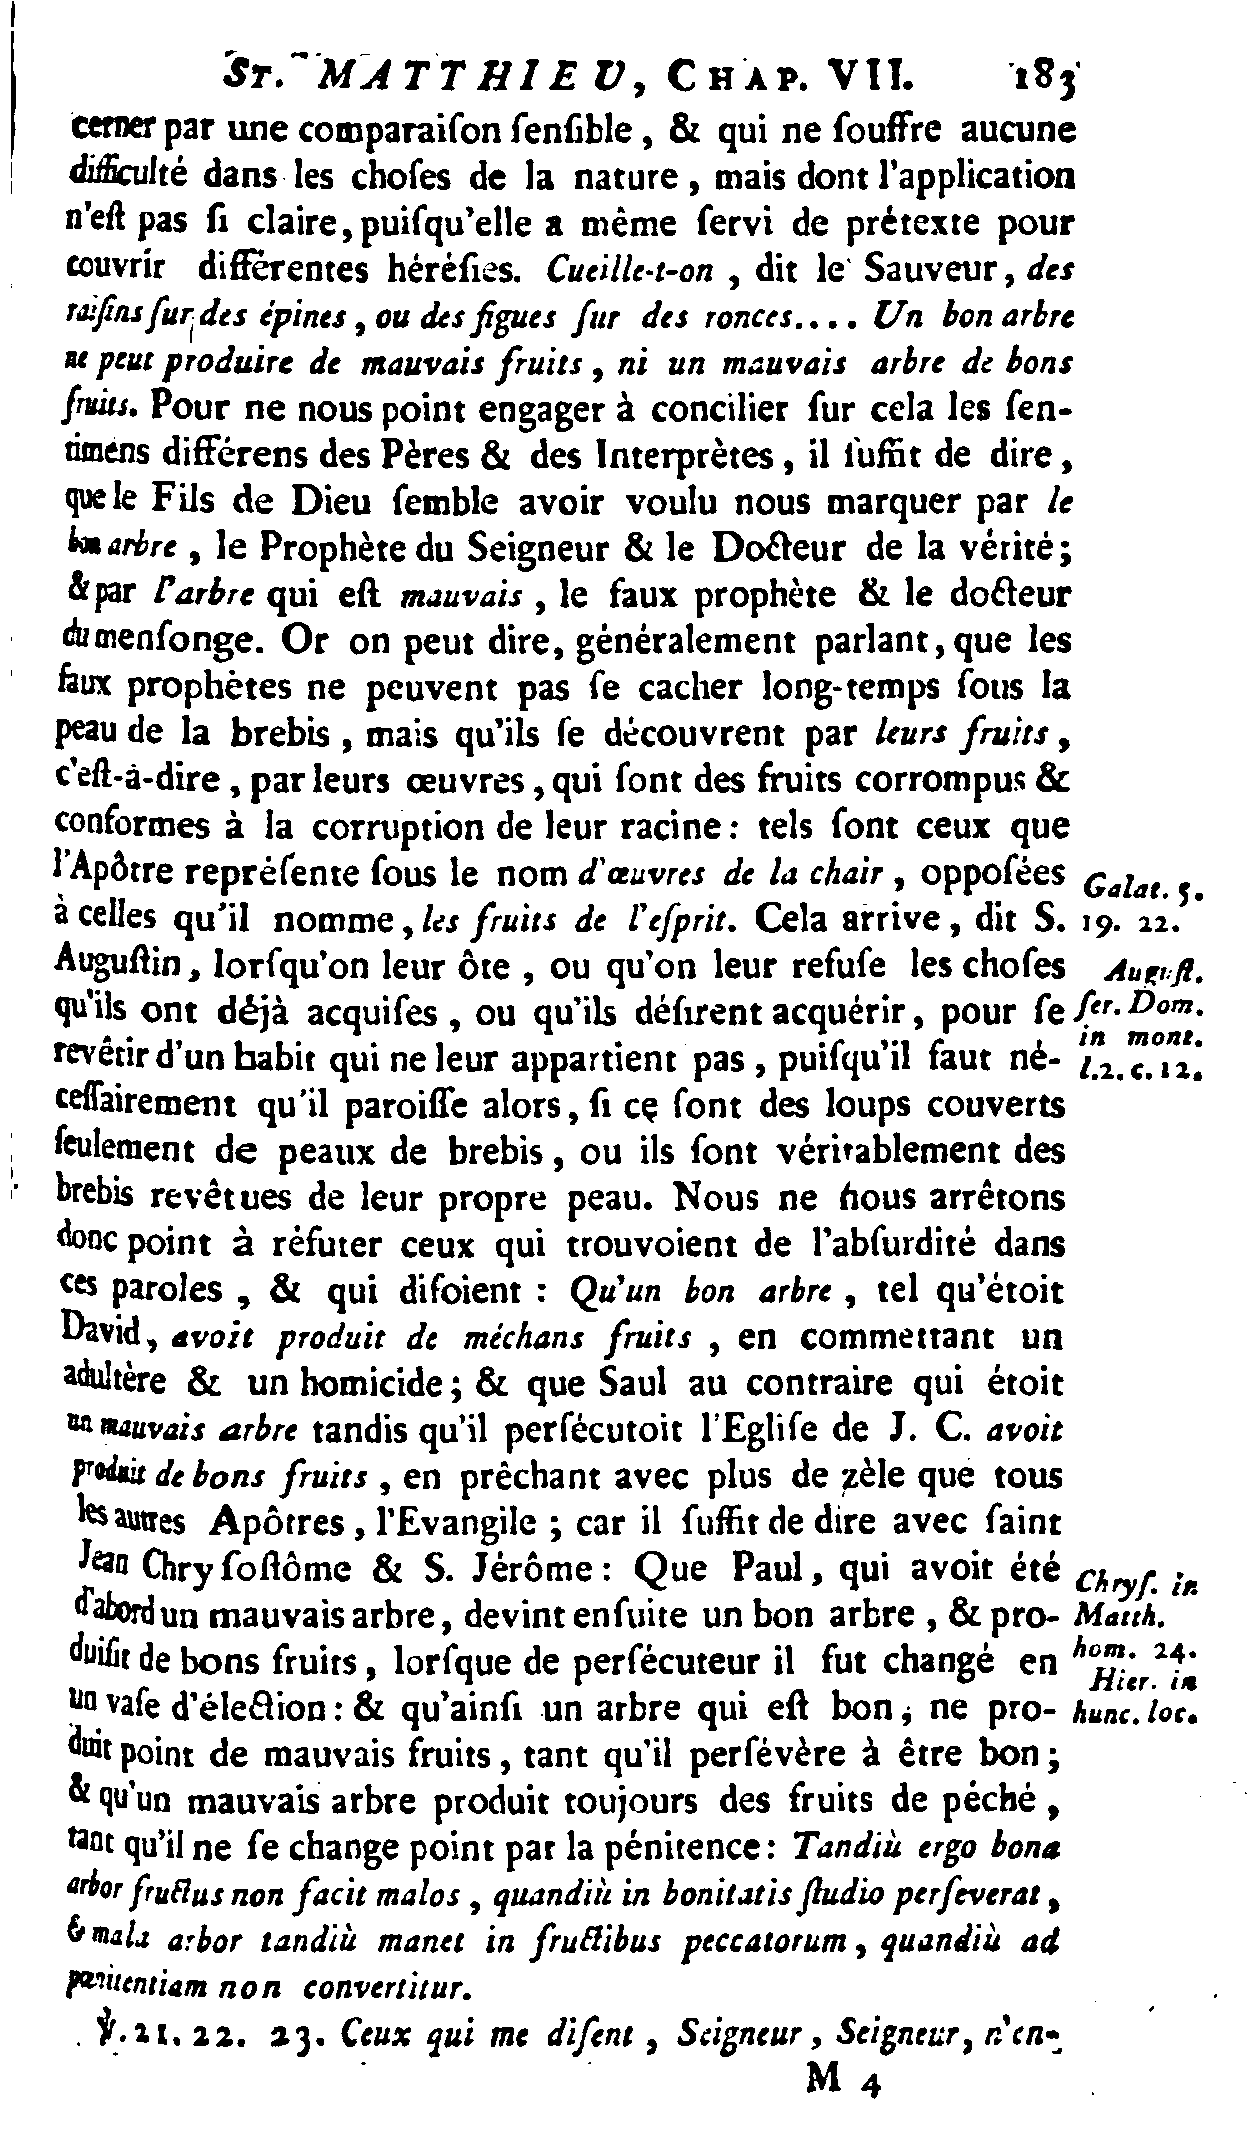 ST. MATTHIEU, CHAP. VII. 183
cerner par une comparaiſon ſenſible, & qui ne ſouffre aucune
difficulté dans les choſes de la nature, mais dont l'application
n'eſt pas ſi claire, puiſqu'elle a même ſervi de prétexte pour
couvrir différentes héréſies. Cueille-t-on, dit le Sauveur, des
raiſins ſur des épines, ou des figues ſur des ronces.... Un bon arbre
ne peut produire de mauvais fruits, ni un mauvais arbre de bons
fruits. Pour ne nous point engager à concilier ſur cela les ſen-
timens différens des Pères & des Interprètes, il ſuffit de dire,
que le Fils de Dieu ſemble avoir voulu nous marquer par le
bon arbre, le Prophète du Seigneur & le Docteur de la vérité;
& par l'arbre qui eſt mauvais, le faux prophète & le docteur
du menſonge. Or on peut dire, généralement parlant, que les
faux prophètes ne peuvent pas ſe cacher long-temps ſous la
peau de la brebis, mais qu'ils ſe découvrent par leurs fruits,
c'eſt-à-dire, par leurs œuvres, qui ſont des fruits corrompus &
conformes à la corruption de leur racine: tels ſont ceux que
l'Apôtre repréſente ſous le nom d'œuvres de la chair, oppoſées
à celles qu'il nomme, les fruits de l'eſprit. Cela arrive, dit S.
Auguſtin, lorſqu'on leur ôte, ou qu'on leur refuſe les choſes
qu'ils ont déjà acquiſes, ou qu'ils déſirent acquérir, pour ſe
revêtir d'un habit qui ne leur appartient pas, puiſqu'il faut né-
ceſſairement qu'il paroiſſe alors, ſi ce ſont des loups couverts
ſeulement de peaux de brebis, ou ils ſont véritablement des
brebis revêtues de leur propre peau. Nous ne nous arrêtons
donc point à réfuter ceux qui trouvoient de l'abſurdité dans
ces paroles, & qui diſoient : Qu'un bon arbre, tel qu'étoit
David, avoit produit de méchans fruits, en commettant un
adultère & un homicide; & que Saul au contraire qui étoit
un mauvais arbre tandis qu'il perſécutoit l'Egliſe de J. C. avoit
produit de bons fruits, en prêchant avec plus de zèle que tous
les autres Apôtres, l'Evangile ; car il ſuffit de dire avec ſaint
Jean Chryſoſtôme & S. Jérôme: Que Paul, qui avoit été
d'abord un mauvais arbre, devint enſuite un bon arbre, & pro-
duiſit de bons fruits, lorſque de perſécuteur il fut changé en
un vaſe d'élection: & qu'ainſi un arbre qui eſt bon, ne pro-
duit point de mauvais fruits, tant qu'il perſévère à être bon;
& qu'un mauvais arbre produit toujours des fruits de péché,
tant qu'il ne ſe change point par la pénitence: Tandiù ergo bona
arbor fructus non facit malos, quandiù in bonitatis ſtudio perſeverat,
& mala arbor tandiù manet in fructibus peccatorum, quandiù ad
pœnitentiam non convertitur.
℣. 21. 22. 23. Ceux qui me diſent, Seigneur, Seigneur, n'en-
M 4
Galat. 5.
19. 22.
Auguſt.
ſer. Dom.
in mont.
l. 2. c. 12.
Chryſ. in
Matth.
hom. 24.
Hier. in
hunc. loc.